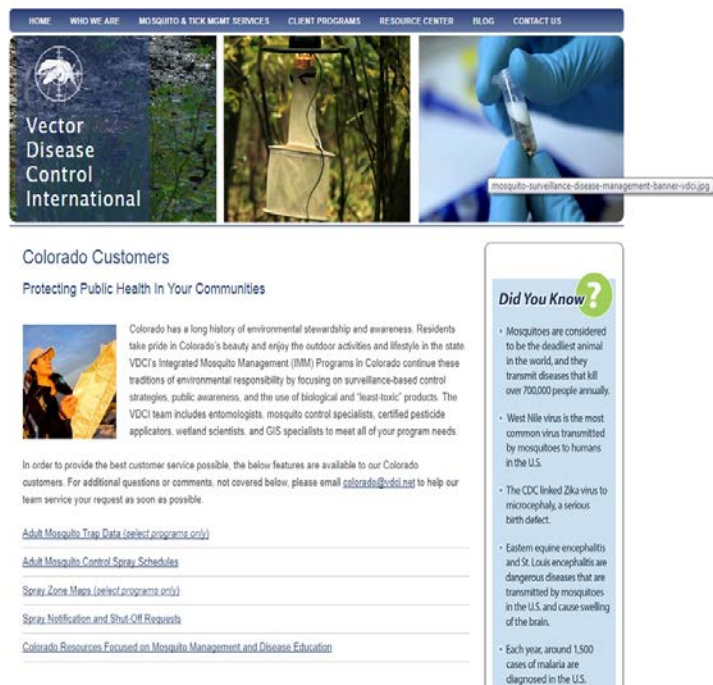 HOME WHO WE ARE MOSQUITO & TICK MGMT SERVICES CLIENT PROGRAMS RESOURCE CENTER BLOG CONTACT US
Vector
Disease
Control
International
mosquito-surveillance-disease-management-banner-vdci.jpg
Colorado Customers
Protecting Public Health In Your Communities
Colorado has a long history of environmental stewardship and awareness. Residents
take pride in Colorado's beauty and enjoy the outdoor activities and lifestyle in the state.
VDCI's Integrated Mosquito Management (IMM) Programs in Colorado continue these
traditions of environmental responsibility by focusing on surveillance-based control
strategies, public awareness, and the use of biological and "least-toxic" products. The
VDCI team includes entomologists, mosquito control specialists, certified pesticide
applicators, wetland scientists, and GIS specialists to meet all of your program needs.
In order to provide the best customer service possible, the below features are available to our Colorado
customers. For additional questions or comments, not covered below, please email colorado@vdci.net to help our
team service your request as soon as possible.
Adult Mosquito Trap Data (select programs only)
Adult Mosquito Control Spray Schedules
Spray Zone Maps (select programs only)
Spray Notification and Shut-Off Requests
Colorado Resources Focused on Mosquito Management and Disease Education
Did You Know?
• Mosquitoes are considered
to be the deadliest animal
in the world, and they
transmit diseases that kill
over 700,000 people annually.
• West Nile virus is the most
common virus transmitted
by mosquitoes to humans
in the U.S.
• The CDC linked Zika virus to
microcephaly, a serious
birth defect.
• Eastern equine encephalitis
and St. Louis encephalitis are
dangerous diseases that are
transmitted by mosquitoes
in the U.S. and cause swelling
of the brain.
• Each year, around 1,500
cases of malaria are
diagnosed in the U.S.